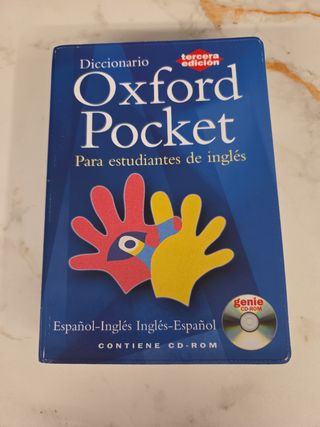 Diccionario
tercera
edición
Oxford
Pocket
Para estudiantes de inglés
Español-Inglés Inglés-Español
genie
CD-ROM
CONTIENE CD-ROM